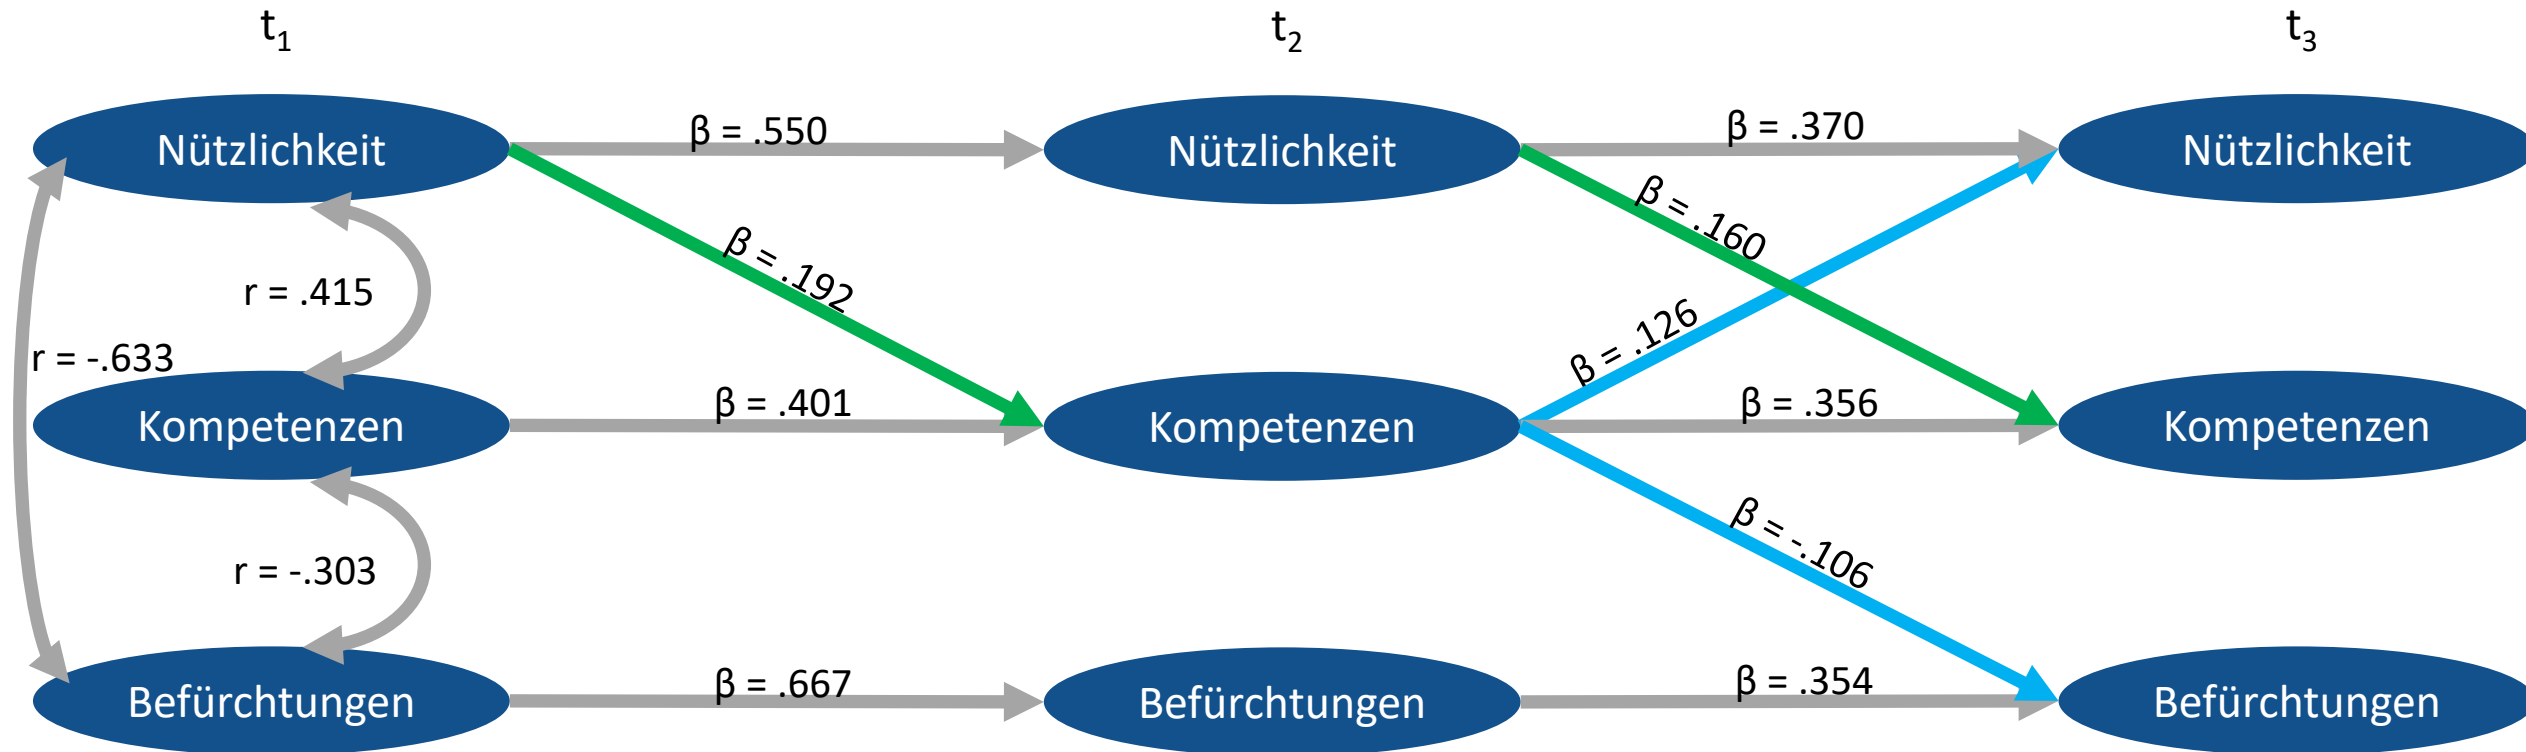 t₁
t₂
t₃
Nützlichkeit
β = .550
Nützlichkeit
β = .370
Nützlichkeit
β = .192
β = .160
r = .415
β = .126
r = -.633
Kompetenzen
β = .401
Kompetenzen
β = .356
Kompetenzen
β = -.106
r = -.303
Befürchtungen
β = .667
Befürchtungen
β = .354
Befürchtungen